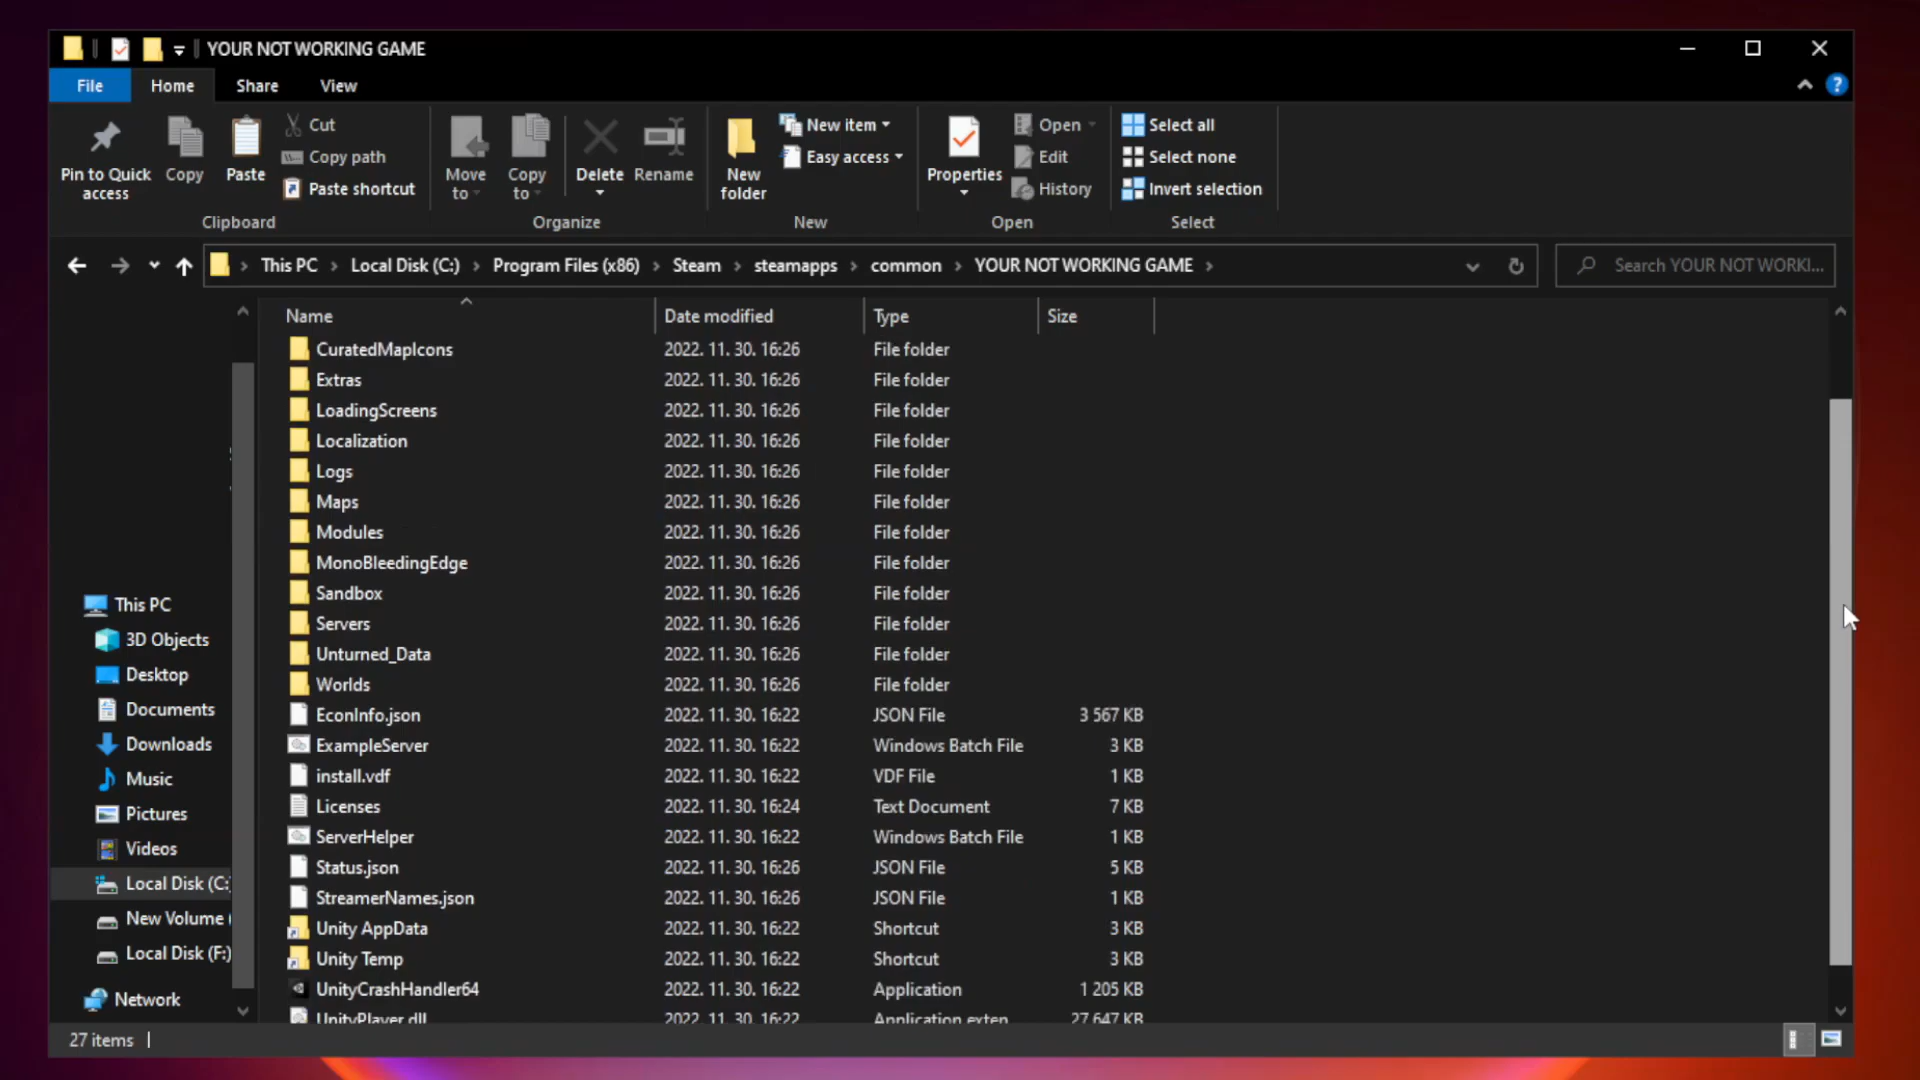 YOUR NOT WORKING GAME
File Home Share View
Pin to Quick access
Copy
Paste
Cut
Copy path
Paste shortcut
Clipboard
Move to
Copy to
Delete
Rename
Organize
New folder
New item
Easy access
New
Properties
Open
Edit
History
Open
Select all
Select none
Invert selection
Select
This PC > Local Disk (C:) > Program Files (x86) > Steam > steamapps > common > YOUR NOT WORKING GAME >
Search YOUR NOT WORKI...
This PC
3D Objects
Desktop
Documents
Downloads
Music
Pictures
Videos
Local Disk (C:
New Volume (
Local Disk (F:)
Network
Name Date modified Type Size
CuratedMapIcons 2022. 11. 30. 16:26 File folder
Extras 2022. 11. 30. 16:26 File folder
LoadingScreens 2022. 11. 30. 16:26 File folder
Localization 2022. 11. 30. 16:26 File folder
Logs 2022. 11. 30. 16:26 File folder
Maps 2022. 11. 30. 16:26 File folder
Modules 2022. 11. 30. 16:26 File folder
MonoBleedingEdge 2022. 11. 30. 16:26 File folder
Sandbox 2022. 11. 30. 16:26 File folder
Servers 2022. 11. 30. 16:26 File folder
Unturned_Data 2022. 11. 30. 16:26 File folder
Worlds 2022. 11. 30. 16:26 File folder
EconInfo.json 2022. 11. 30. 16:22 JSON File 3 567 KB
ExampleServer 2022. 11. 30. 16:22 Windows Batch File 3 KB
install.vdf 2022. 11. 30. 16:22 VDF File 1 KB
Licenses 2022. 11. 30. 16:24 Text Document 7 KB
ServerHelper 2022. 11. 30. 16:22 Windows Batch File 1 KB
Status.json 2022. 11. 30. 16:26 JSON File 5 KB
StreamerNames.json 2022. 11. 30. 16:22 JSON File 1 KB
Unity AppData 2022. 11. 30. 16:22 Shortcut 3 KB
Unity Temp 2022. 11. 30. 16:22 Shortcut 3 KB
UnityCrashHandler64 2022. 11. 30. 16:22 Application 1 205 KB
UnityPlayer.dll 2022. 11. 30. 16:22 Application exten 27 647 KB
27 items